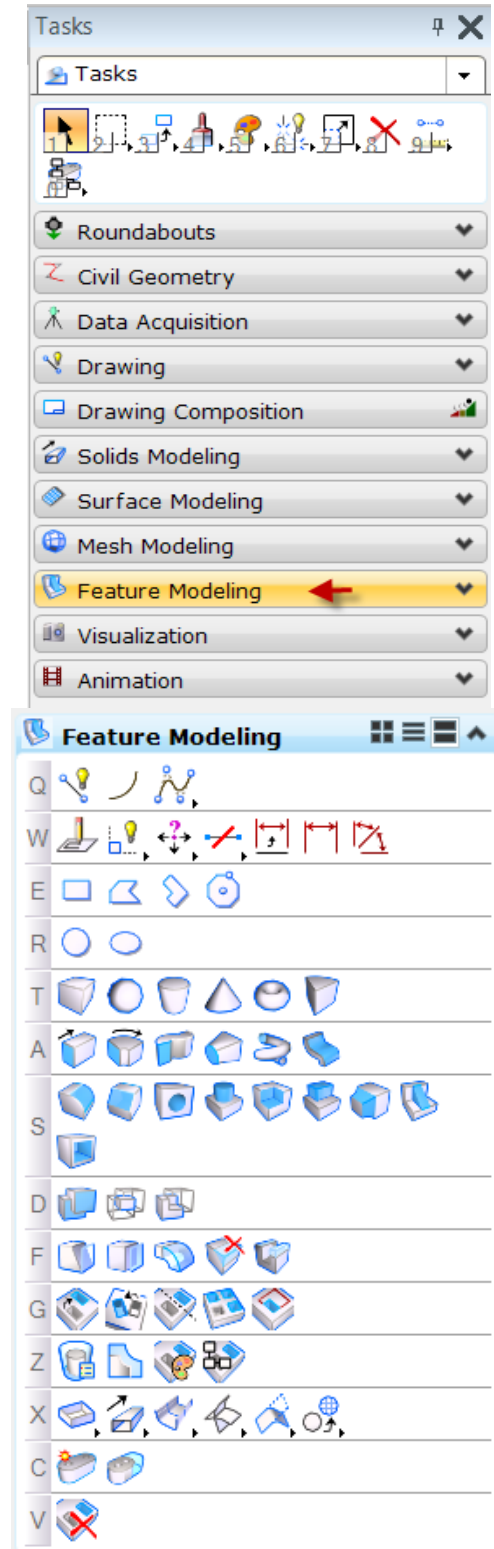 Tasks
Tasks
1 2 3 4 5 6 7 8 9
0
Roundabouts
Civil Geometry
Data Acquisition
Drawing
Drawing Composition
Solids Modeling
Surface Modeling
Mesh Modeling
Feature Modeling
Visualization
Animation
Feature Modeling
Q
W
E
R
T
A
S
D
F
G
Z
X
C
V